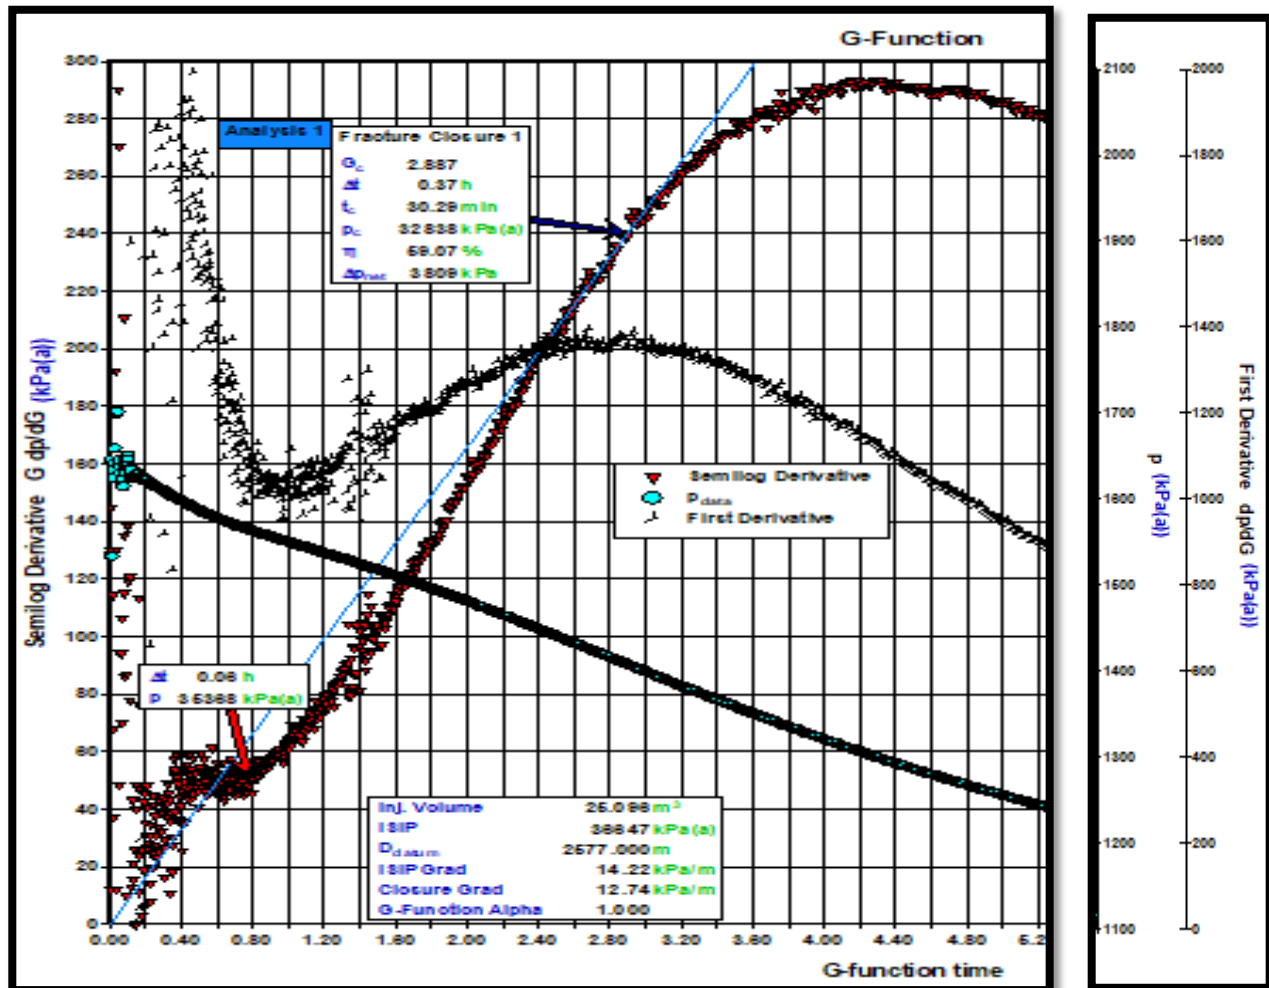 G-Function
300
280
260
240
220
200
180
160
140
120
100
80
60
40
20
0
Semilog Derivative G dp/dG (kPa(a))
Analysis 1
Fracture Closure 1
Gc 2.887
Δt 0.37 h
tc 30.29 min
pc 32838 kPa(a)
η 59.07 %
Δpnet 3809 kPa
Semilog Derivative
p data
First Derivative
Δt 0.06 h
p 35368 kPa(a)
Inj. Volume 25.096 m³
ISIP 36647 kPa(a)
Ddatum 2577.000 m
ISIP Grad 14.22 kPa/m
Closure Grad 12.74 kPa/m
G-Function Alpha 1.000
0.00 0.40 0.80 1.20 1.60 2.00 2.40 2.80 3.20 3.60 4.00 4.40 4.80 5.2
G-function time
2100
2000
1900
1800
1700
1600
1500
1400
1300
1200
1100
p (kPa(a))
2000
1800
1600
1400
1200
1000
800
600
400
200
0
First Derivative dp/dG (kPa(a))